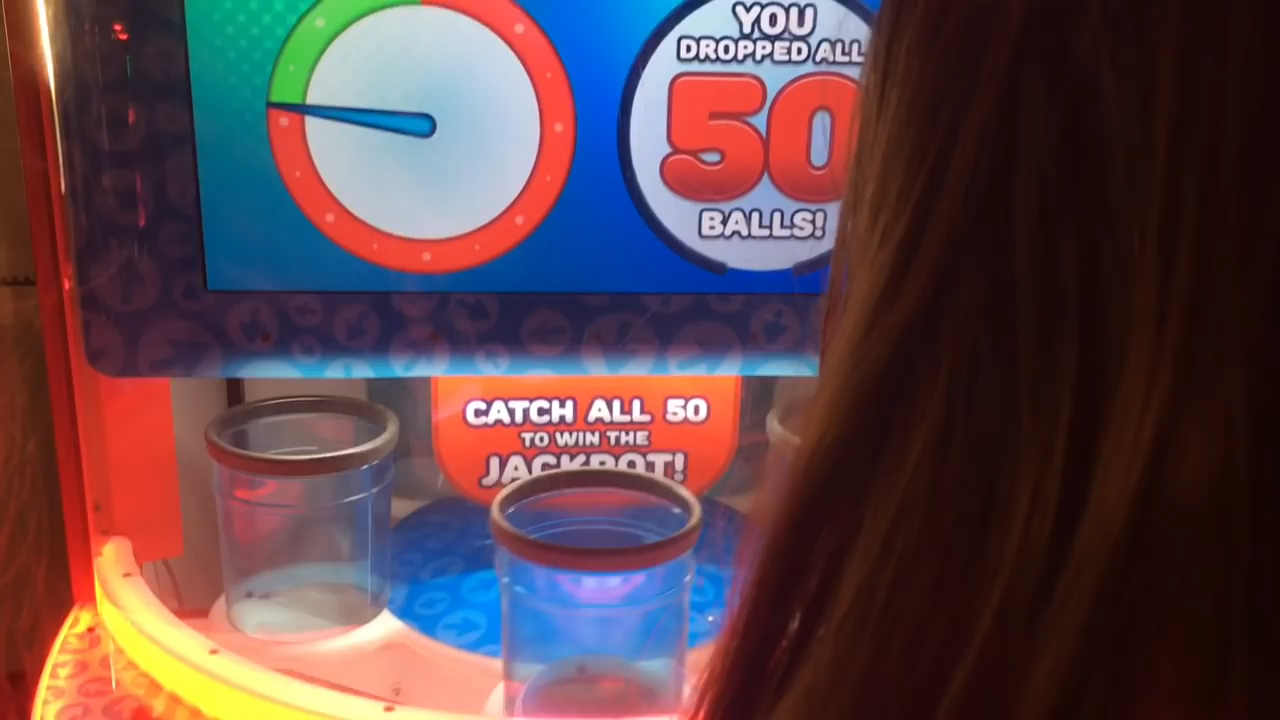 YOU
DROPPED ALL
50
BALLS!
CATCH ALL 50
TO WIN THE
JACKPOT!